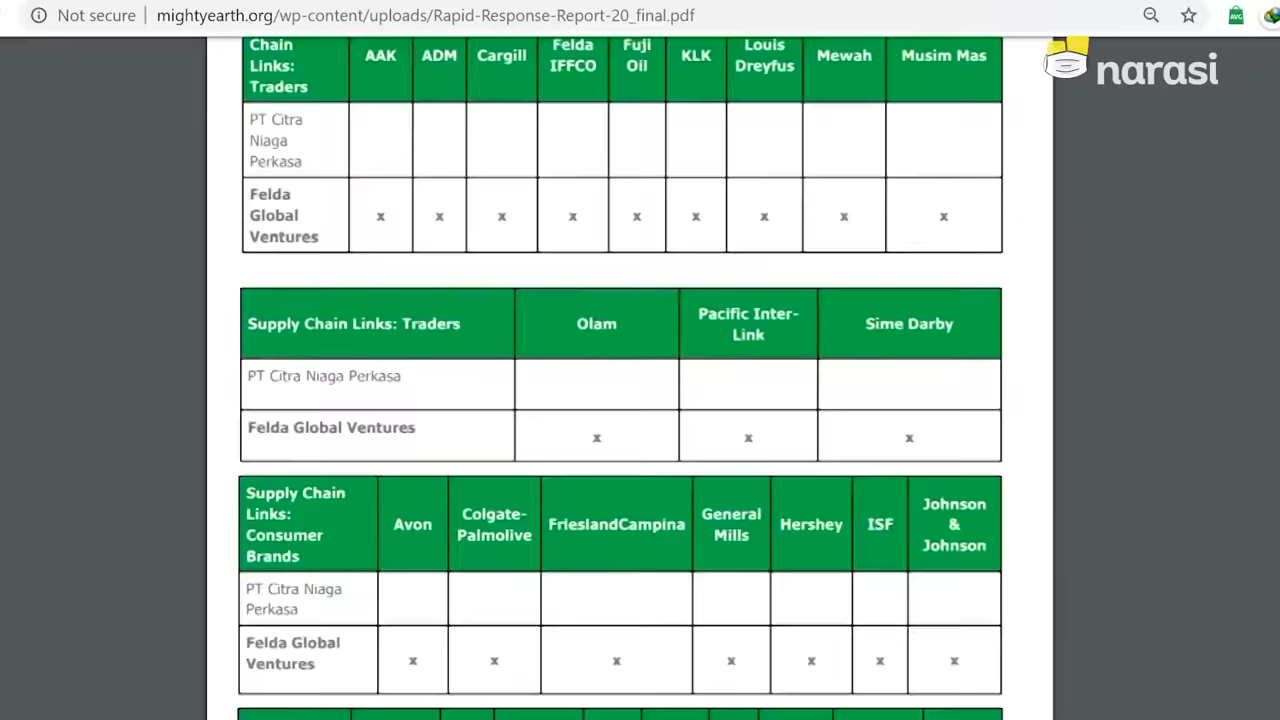 Not secure mightyearth.org/wp-content/uploads/Rapid-Response-Report-20_final.pdf
AVG
narasi
Chain
Links:
Traders
AAK
ADM
Cargill
Felda
IFFCO
Fuji
Oil
KLK
Louis
Dreyfus
Mewah
Musim Mas
PT Citra
Niaga
Perkasa
Felda
Global
Ventures
x x x x x x x x x
Supply Chain Links: Traders
Olam
Pacific Inter-
Link
Sime Darby
PT Citra Niaga Perkasa
Felda Global Ventures
x x x
Supply Chain
Links:
Consumer
Brands
Avon
Colgate-
Palmolive
FrieslandCampina
General
Mills
Hershey
ISF
Johnson
&
Johnson
PT Citra Niaga
Perkasa
Felda Global
Ventures
x x x x x x x